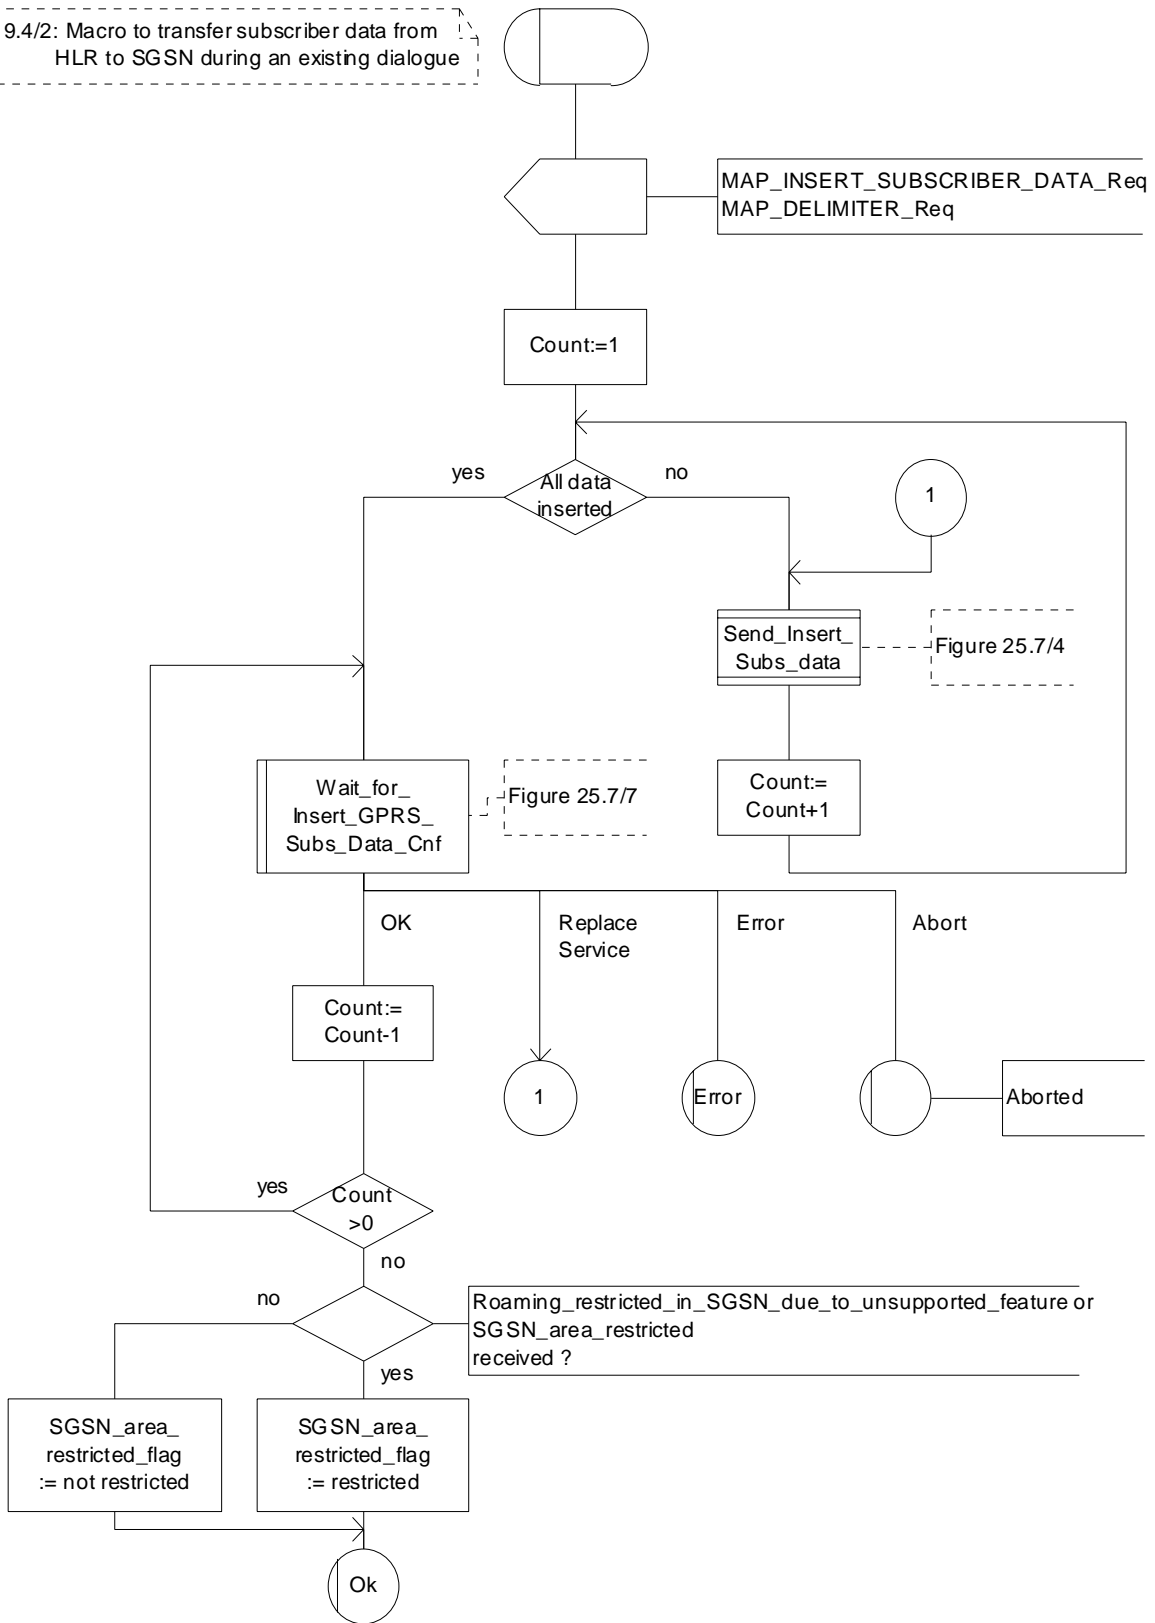 9.4/2: Macro to transfer subscriber data from
HLR to SGSN during an existing dialogue
MAP_INSERT_SUBSCRIBER_DATA_Req
MAP_DELIMITER_Req
Count:=1
yes
All data
inserted
no
1
Send_Insert_
Subs_data
Figure 25.7/4
Wait_for_
Insert_GPRS_
Subs_Data_Cnf
Figure 25.7/7
Count:=
Count+1
OK
Replace
Service
Error
Abort
Count:=
Count-1
1
Error
Aborted
yes
Count
>0
no
no
Roaming_restricted_in_SGSN_due_to_unsupported_feature or
SGSN_area_restricted
received ?
yes
SGSN_area_
restricted_flag
:= not restricted
SGSN_area_
restricted_flag
:= restricted
Ok